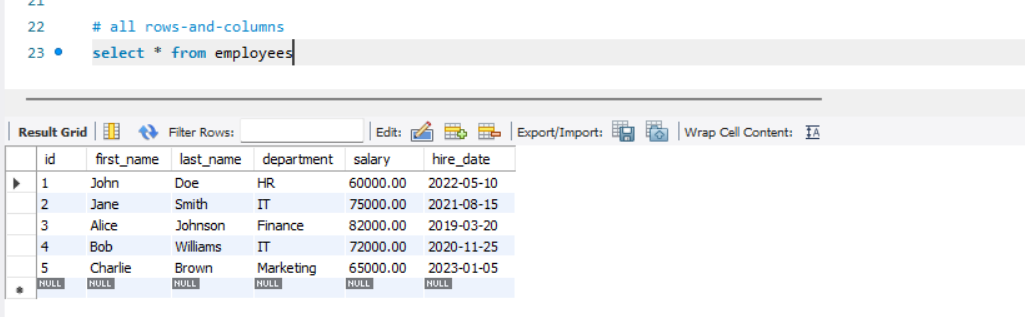 21
22 # all rows-and-columns
23 select * from employees
Result Grid Filter Rows: Edit: Export/Import: Wrap Cell Content: IA
id first_name last_name department salary hire_date
1 John Doe HR 60000.00 2022-05-10
2 Jane Smith IT 75000.00 2021-08-15
3 Alice Johnson Finance 82000.00 2019-03-20
4 Bob Williams IT 72000.00 2020-11-25
5 Charlie Brown Marketing 65000.00 2023-01-05
NULL NULL NULL NULL NULL NULL